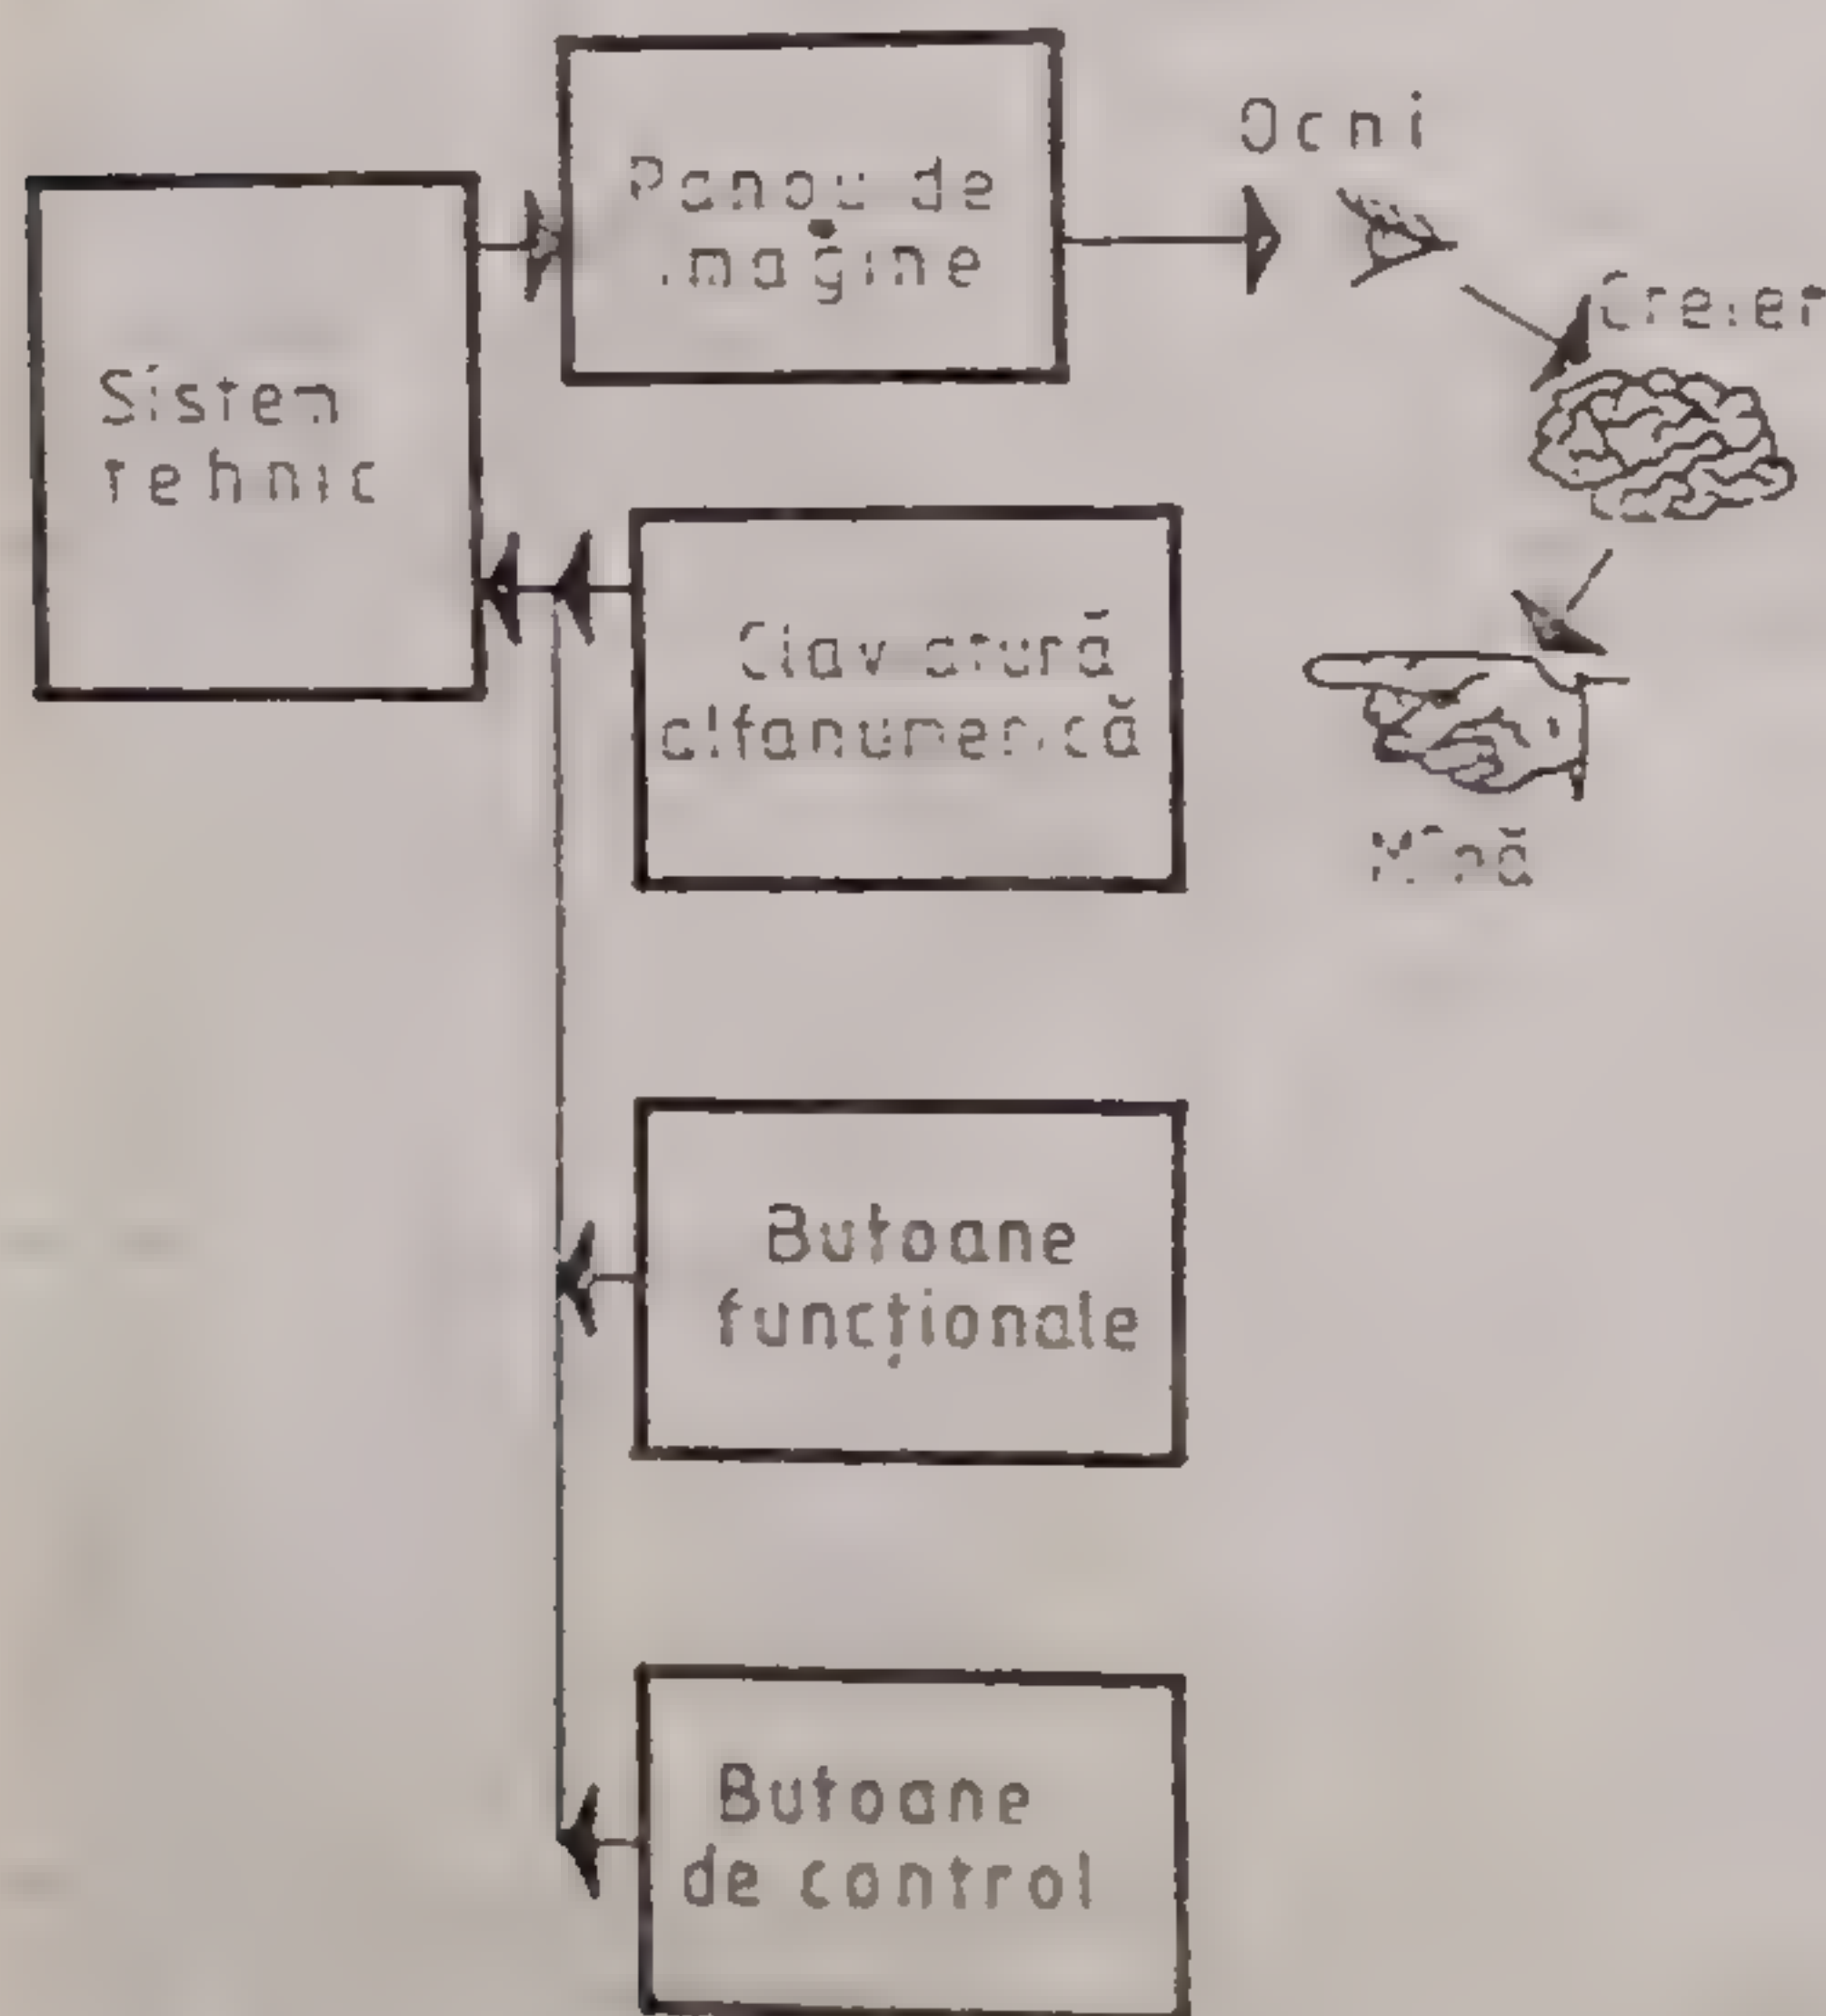 Ochi
Panou de
imagine
Creier
Sistem
tehnic
Claviatură
alfanumerică
Mînă
Butoane
funcționale
Butoane
de control